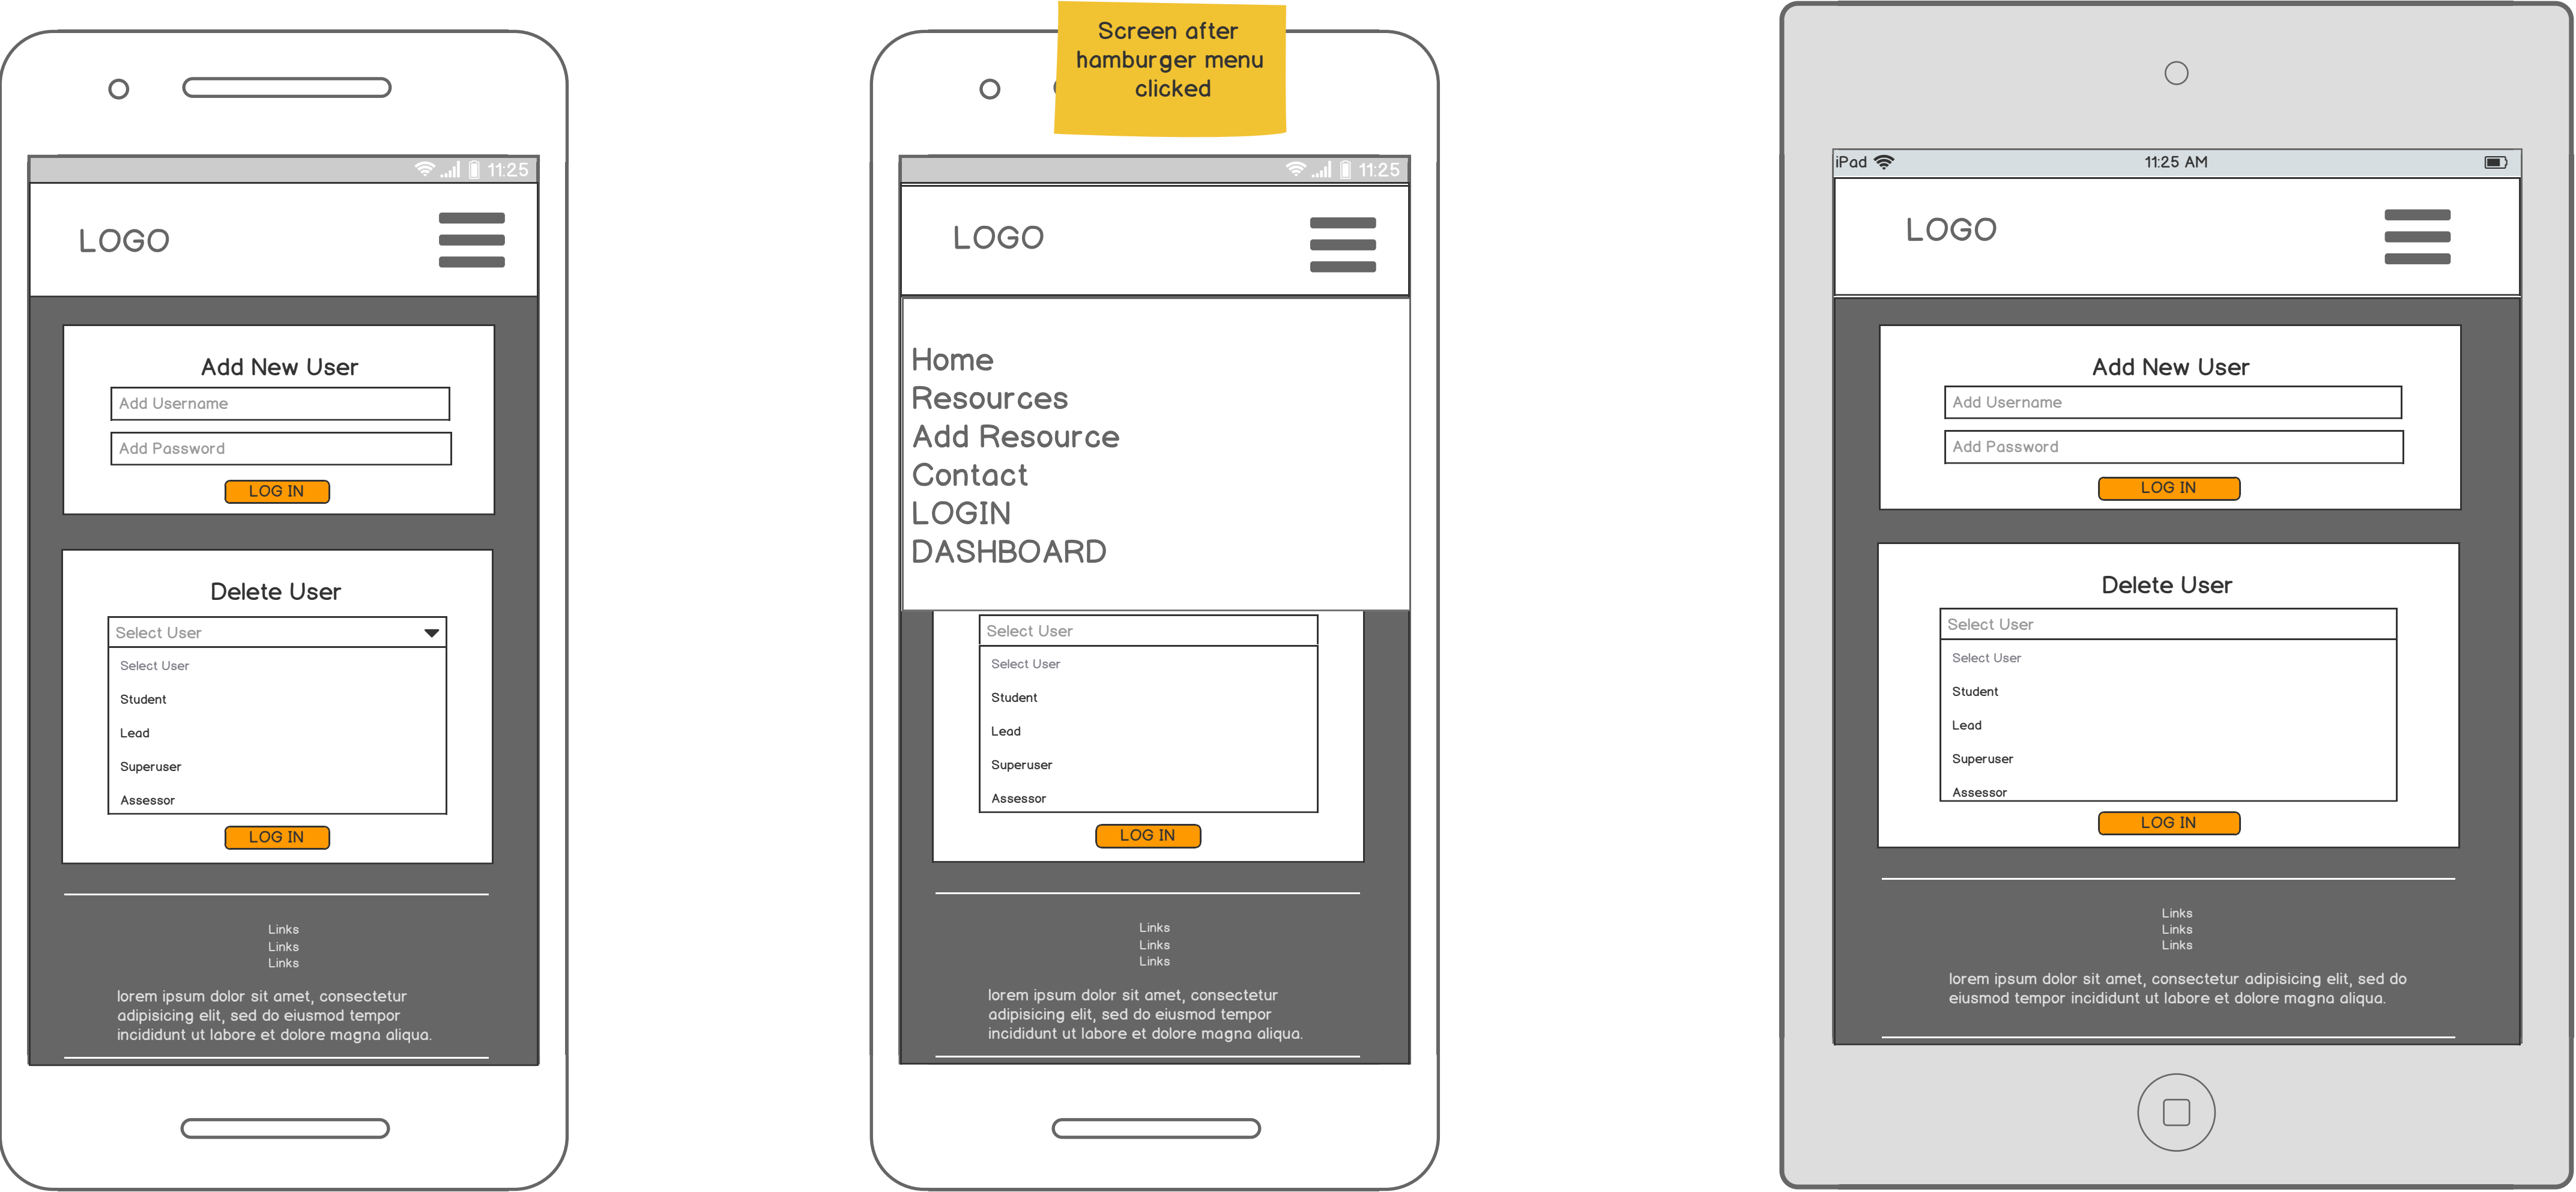 11:25
LOGO
Add New User
Add Username
Add Password
LOG IN
Delete User
Select User
Select User
Student
Lead
Superuser
Assessor
LOG IN
Links
Links
Links
lorem ipsum dolor sit amet, consectetur
adipisicing elit, sed do eiusmod tempor
incididunt ut labore et dolore magna aliqua.
Screen after
hamburger menu
clicked
11:25
LOGO
Home
Resources
Add Resource
Contact
LOGIN
DASHBOARD
Select User
Select User
Student
Lead
Superuser
Assessor
LOG IN
Links
Links
Links
lorem ipsum dolor sit amet, consectetur
adipisicing elit, sed do eiusmod tempor
incididunt ut labore et dolore magna aliqua.
iPad 11:25 AM
LOGO
Add New User
Add Username
Add Password
LOG IN
Delete User
Select User
Select User
Student
Lead
Superuser
Assessor
LOG IN
Links
Links
Links
lorem ipsum dolor sit amet, consectetur adipisicing elit, sed do
eiusmod tempor incididunt ut labore et dolore magna aliqua.